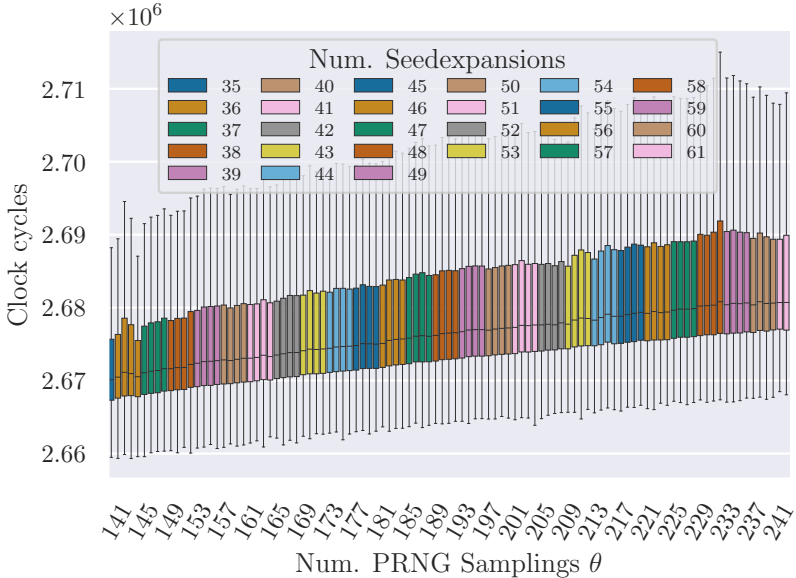 ×10⁶
Num. Seedexpansions
35 40 45 50 54 58
36 41 46 51 55 59
37 42 47 52 56 60
38 43 48 53 57 61
39 44 49
2.71
2.70
2.69
2.68
2.67
2.66
Clock cycles
141 145 149 153 157 161 165 169 173 177 181 185 189 193 197 201 205 209 213 217 221 225 229 233 237 241
Num. PRNG Samplings θ